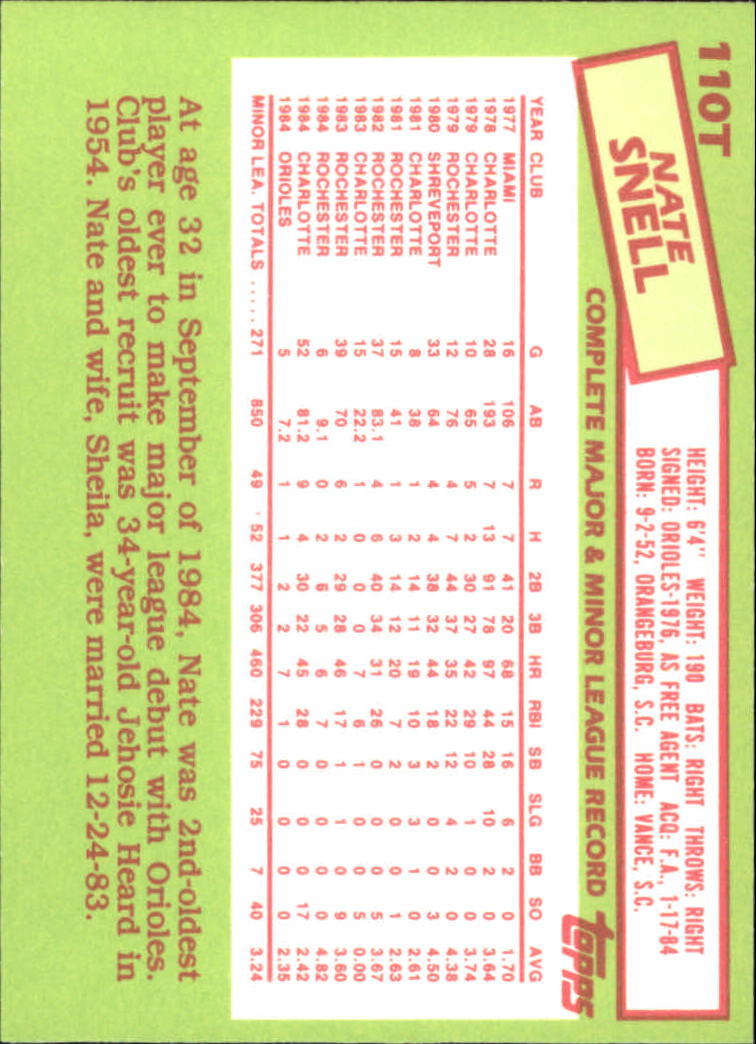 110T
NATE
SNELL
HEIGHT: 6'4" WEIGHT: 190 BATS: RIGHT THROWS: RIGHT
SIGNED: ORIOLES-1976, AS FREE AGENT ACQ: F.A., 1-17-84
BORN: 9-2-52, ORANGEBURG, S.C. HOME: VANCE, S.C.
COMPLETE MAJOR & MINOR LEAGUE RECORD topps
YEAR CLUB G AB R H 2B 3B HR RBI SB SLG BB SO AVG
1977 MIAMI 16 106 7 7 41 20 68 15 16 6 2 0 1.70
1978 CHARLOTTE 28 193 7 13 91 78 97 44 28 10 2 0 3.64
1979 CHARLOTTE 10 65 5 2 30 27 42 29 10 1 0 0 3.74
1979 ROCHESTER 12 76 4 7 44 37 35 22 12 4 2 0 4.38
1980 SHREVEPORT 33 64 4 4 38 32 44 18 2 0 0 3 4.50
1981 CHARLOTTE 8 38 1 2 14 11 19 10 3 3 1 0 2.61
1981 ROCHESTER 15 41 1 3 14 12 20 7 2 0 0 1 2.63
1982 ROCHESTER 37 83.1 4 6 40 34 31 26 0 0 0 5 3.67
1983 CHARLOTTE 15 22.2 1 0 0 0 7 6 1 0 0 5 0.00
1983 ROCHESTER 39 70 6 2 29 28 46 17 1 1 0 9 3.60
1984 ROCHESTER 6 9.1 0 2 6 5 6 7 0 0 0 0 4.82
1984 CHARLOTTE 52 81.2 9 4 30 22 45 28 0 0 0 17 2.42
1984 ORIOLES 5 7.2 1 1 2 2 7 1 0 0 0 0 2.35
MINOR LEA. TOTALS ..... 271 850 49 52 377 306 460 229 75 25 7 40 3.24
At age 32 in September of 1984, Nate was 2nd-oldest
player ever to make major league debut with Orioles.
Club's oldest recruit was 34-year-old Jehosie Heard in
1954. Nate and wife, Sheila, were married 12-24-83.